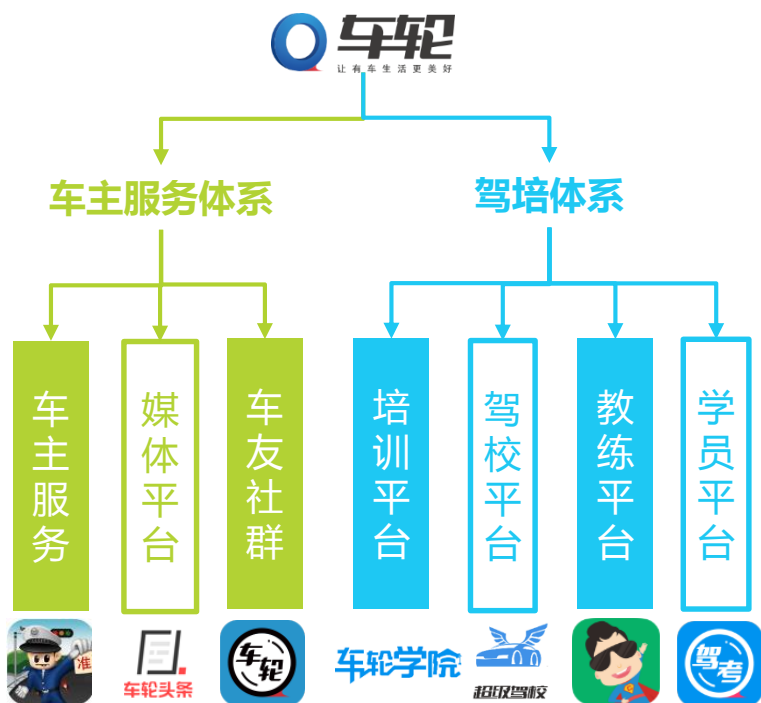 车轮
让有车生活更美好
车主服务体系
驾培体系
车主服务
媒体平台
车友社群
培训平台
驾校平台
教练平台
学员平台
准
车轮头条
车轮
车轮学院
超级驾校
驾考